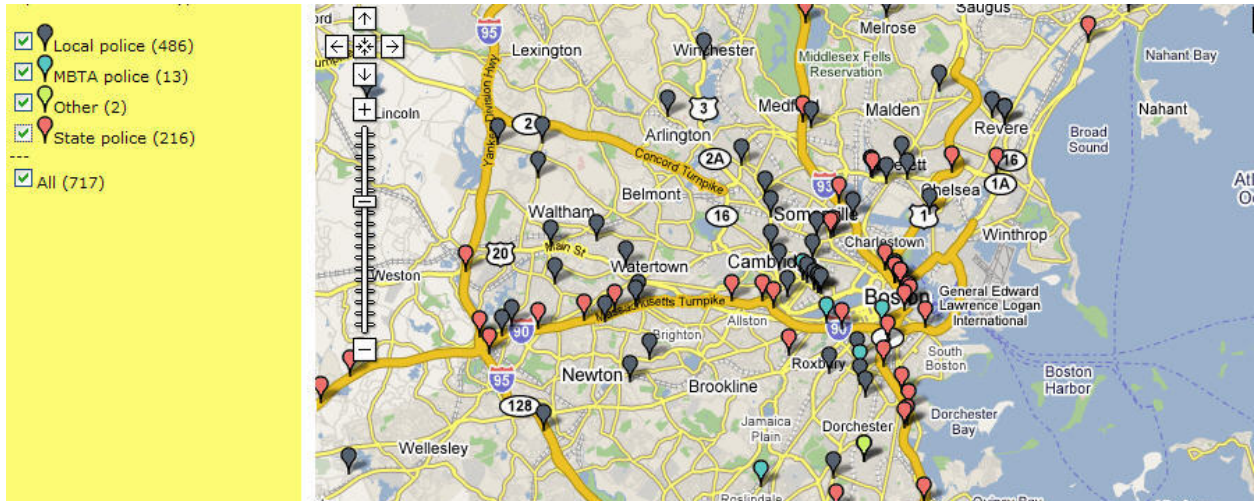 Local police (486)
MBTA police (13)
Other (2)
State police (216)
---
All (717)
95
Lexington
Winchester
Melrose
Saugus
Middlesex Fells
Reservation
Nahant Bay
Nahant
Lincoln
Yankee Division Hwy
2
3
Arlington
Malden
Revere
Broad
Sound
Concord Turnpike
2A
16
1A
Belmont
93
Chelsea
Waltham
16
1
Winthrop
Charlestown
20
Main St
Weston
Watertown
Boston
General Edward
Lawrence Logan
International
90
Allston
90
Brighton
Roxbury
South
Boston
95
Newton
Brookline
Boston
Harbor
128
Jamaica
Plain
Dorchester
Dorchester
Bay
Wellesley
Roslindale